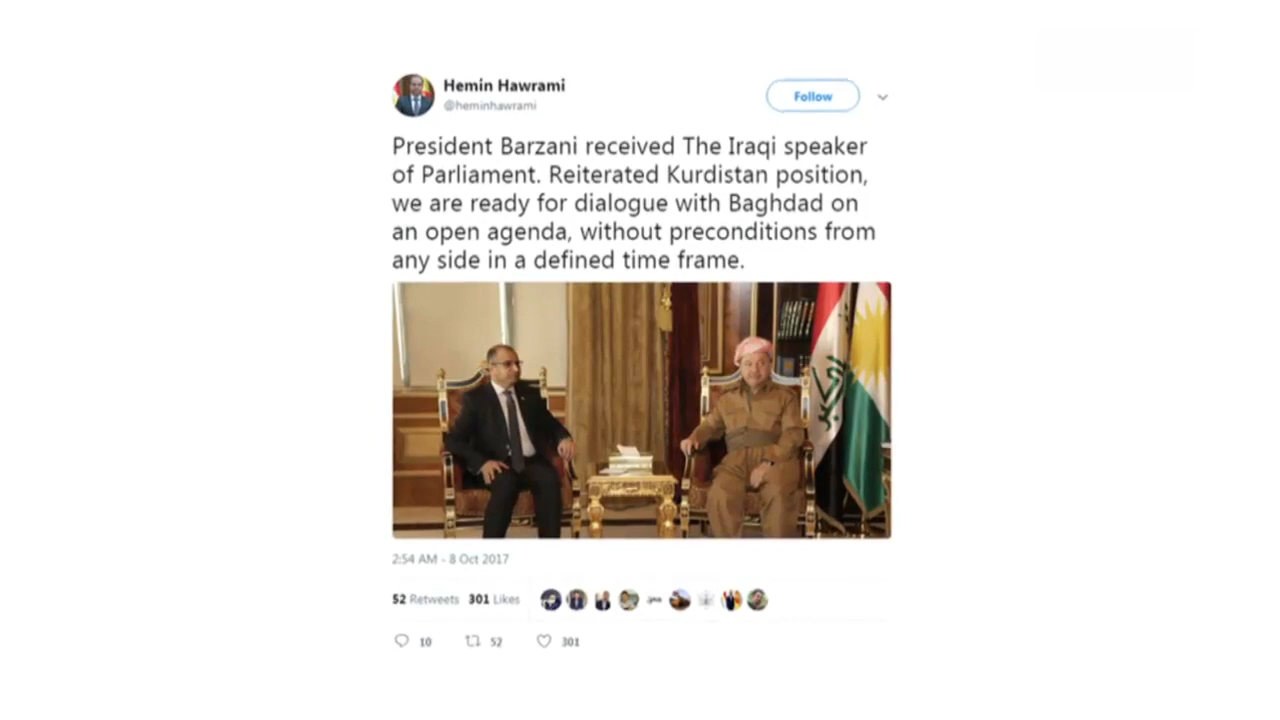 Hemin Hawrami
@heminhawrami
Follow
President Barzani received The Iraqi speaker
of Parliament. Reiterated Kurdistan position,
we are ready for dialogue with Baghdad on
an open agenda, without preconditions from
any side in a defined time frame.
2:54 AM - 8 Oct 2017
52 Retweets 301 Likes
10 52 301